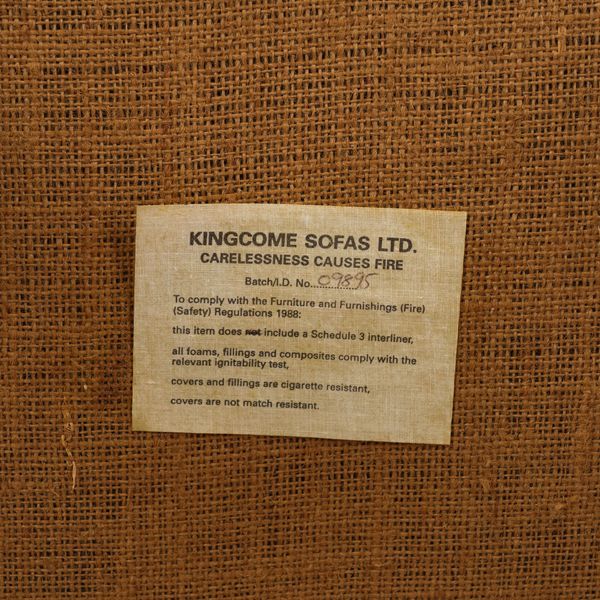 KINGCOME SOFAS LTD.
CARELESSNESS CAUSES FIRE
Batch/I.D. No. 09895
To comply with the Furniture and Furnishings (Fire)
(Safety) Regulations 1988:
this item does not include a Schedule 3 interliner,
all foams, fillings and composites comply with the
relevant ignitability test,
covers and fillings are cigarette resistant,
covers are not match resistant.